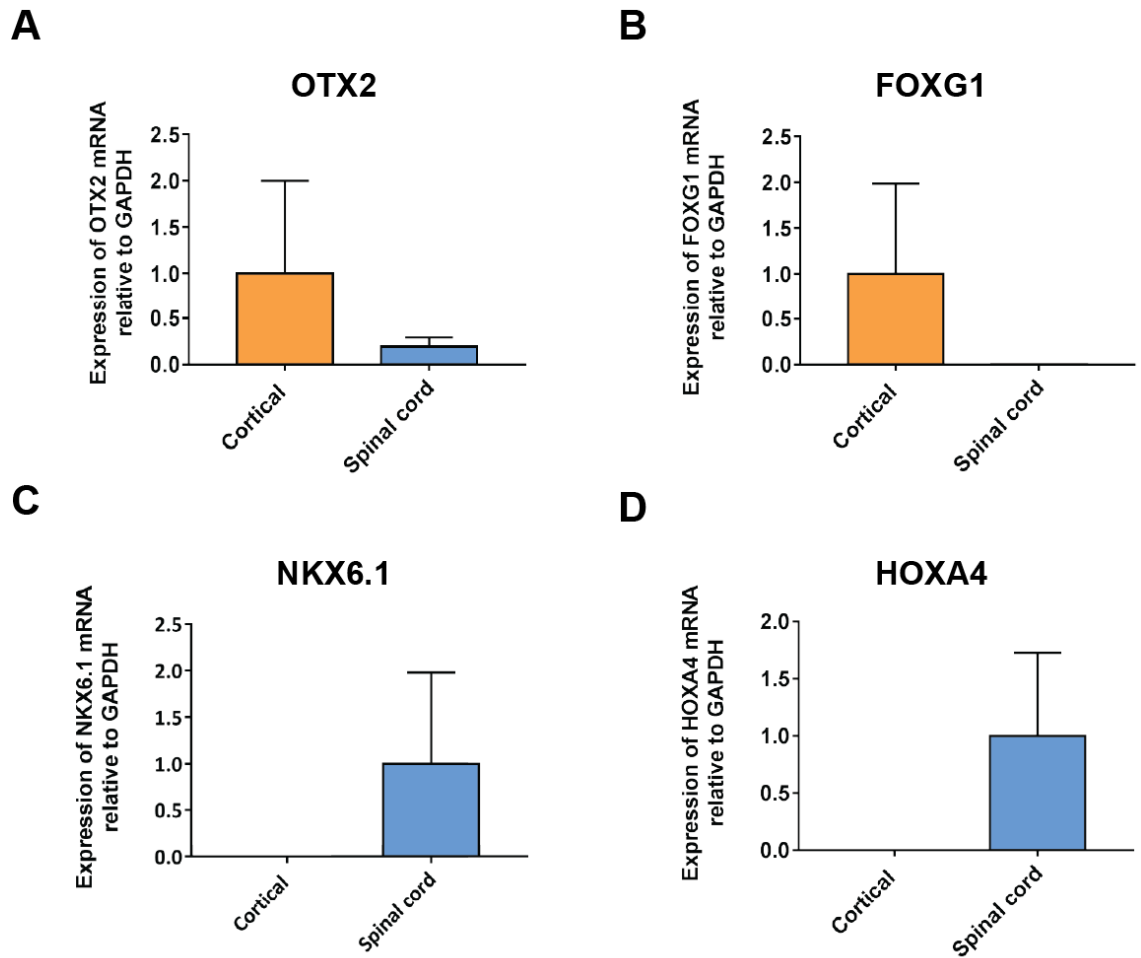 A
OTX2
Expression of OTX2 mRNA
relative to GAPDH
2.5
2.0
1.5
1.0
0.5
0.0
Cortical
Spinal cord
B
FOXG1
Expression of FOXG1 mRNA
relative to GAPDH
2.5
2.0
1.5
1.0
0.5
0.0
Cortical
Spinal cord
C
NKX6.1
Expression of NKX6.1 mRNA
relative to GAPDH
2.5
2.0
1.5
1.0
0.5
0.0
Cortical
Spinal cord
D
HOXA4
Expression of HOXA4 mRNA
relative to GAPDH
2.0
1.5
1.0
0.5
0.0
Cortical
Spinal cord